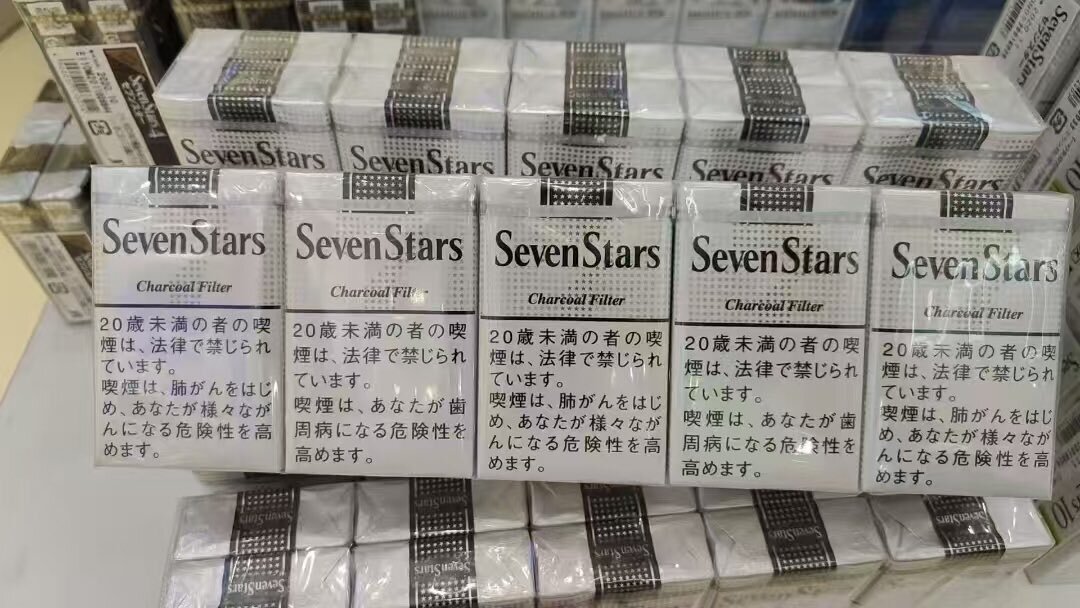 SevenStars
SevenStars
SevenStars
SevenStars
SevenStars
SevenStars
SevenStars
Charcoal Filter
20歳未満の者の喫
煙は、法律で禁じられ
ています。
喫煙は、肺がんをはじ
め、あなたが様々なが
んになる危険性を高
めます。
SevenStars
Charcoal Filter
20歳未満の者の喫
煙は、法律で禁じられ
ています。
喫煙は、あなたが歯
周病になる危険性を
高めます。
SevenStars
Charcoal Filter
20歳未満の者の喫
煙は、法律で禁じられ
ています。
喫煙は、肺がんをはじ
め、あなたが様々なが
んになる危険性を高
めます。
SevenStars
Charcoal Filter
20歳未満の者の喫
煙は、法律で禁じられ
ています。
喫煙は、あなたが歯
周病になる危険性を
高めます。
SevenStars
Charcoal Filter
20歳未満の者の喫
煙は、法律で禁じられ
ています。
喫煙は、肺がんをはじ
め、あなたが様々なが
んになる危険性を高
めます。
SevenStars
SevenStars
SevenStars
SevenStars
SevenStars